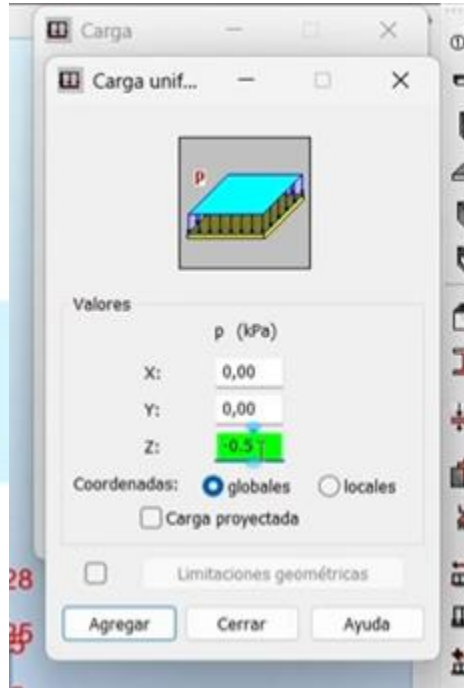 Carga
Carga unif...
P
Valores
p (kPa)
X: 0,00
Y: 0,00
Z: -0.5
Coordenadas: globales locales
Carga proyectada
Limitaciones geométricas
28
Agregar Cerrar Ayuda